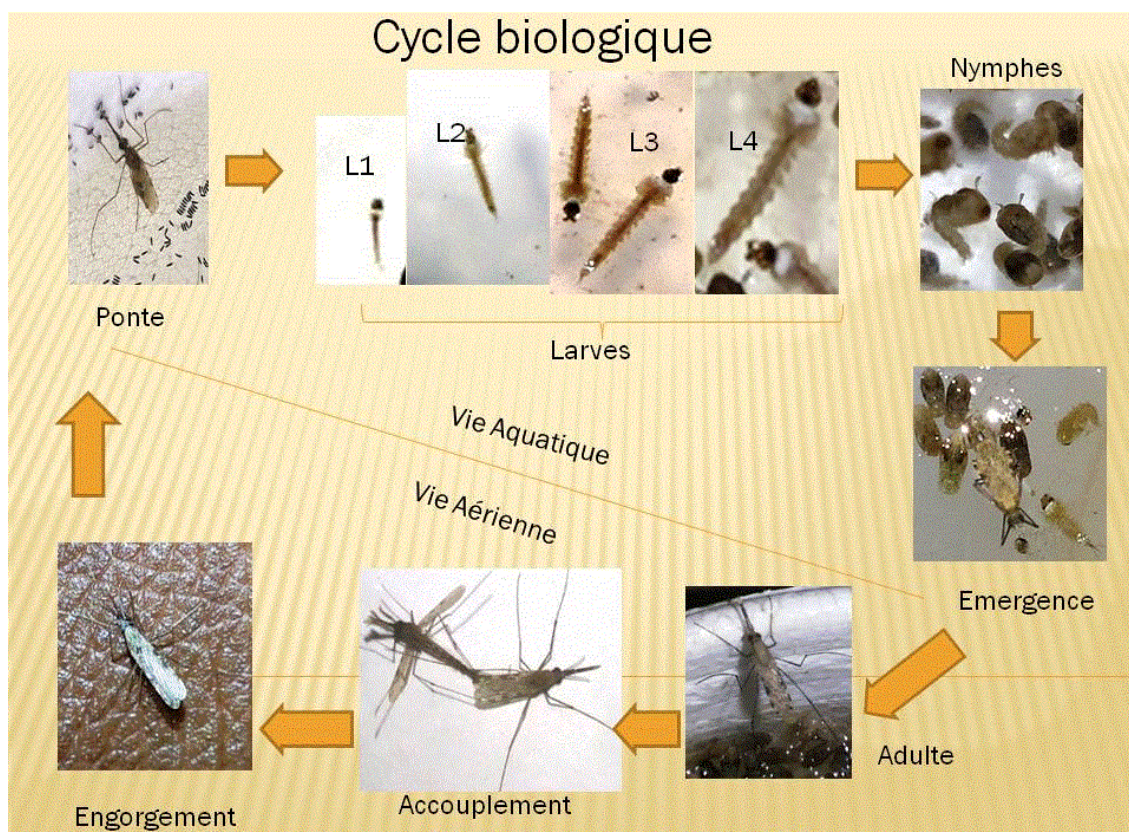 Cycle biologique
Nymphes
L1
L2
L3
L4
Ponte
Larves
Vie Aquatique
Vie Aérienne
Emergence
Adulte
Accouplement
Engorgement